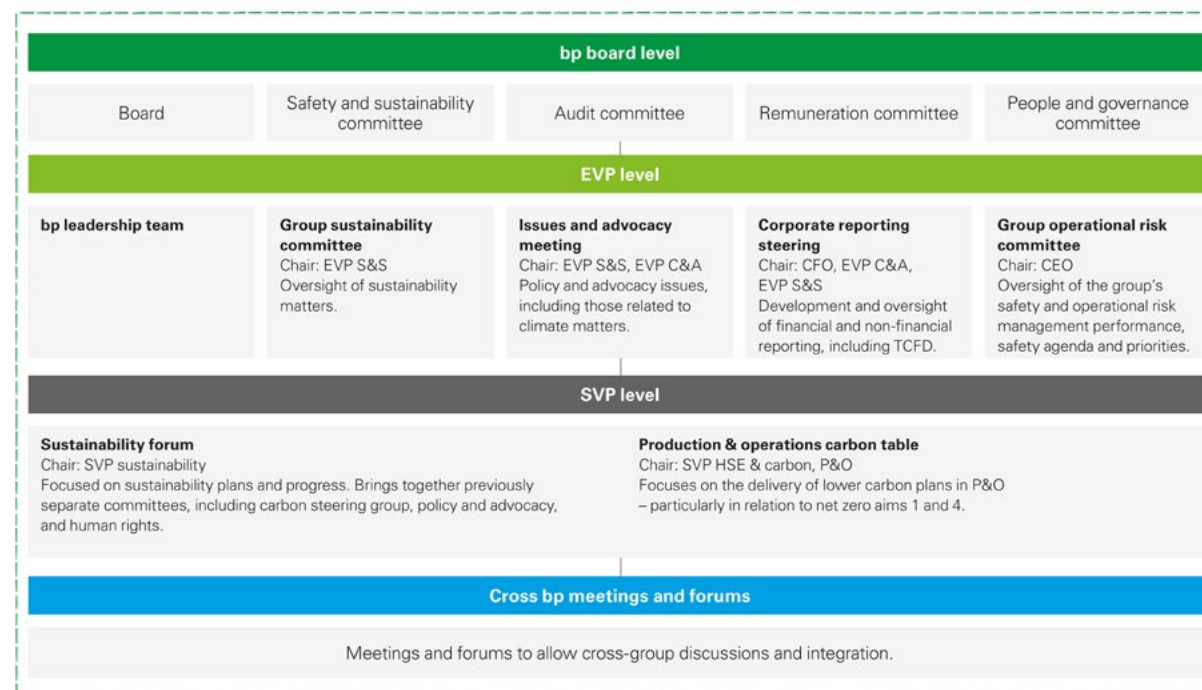 bp board level
Board
Safety and sustainability
committee
Audit committee
Remuneration committee
People and governance
committee
EVP level
bp leadership team
Group sustainability
committee
Chair: EVP S&S
Oversight of sustainability
matters.
Issues and advocacy
meeting
Chair: EVP S&S, EVP C&A
Policy and advocacy issues,
including those related to
climate matters.
Corporate reporting
steering
Chair: CFO, EVP C&A,
EVP S&S
Development and oversight
of financial and non-financial
reporting, including TCFD.
Group operational risk
committee
Chair: CEO
Oversight of the group's
safety and operational risk
management performance,
safety agenda and priorities.
SVP level
Sustainability forum
Chair: SVP sustainability
Focused on sustainability plans and progress. Brings together previously
separate committees, including carbon steering group, policy and advocacy,
and human rights.
Production & operations carbon table
Chair: SVP HSE & carbon, P&O
Focuses on the delivery of lower carbon plans in P&O
– particularly in relation to net zero aims 1 and 4.
Cross bp meetings and forums
Meetings and forums to allow cross-group discussions and integration.